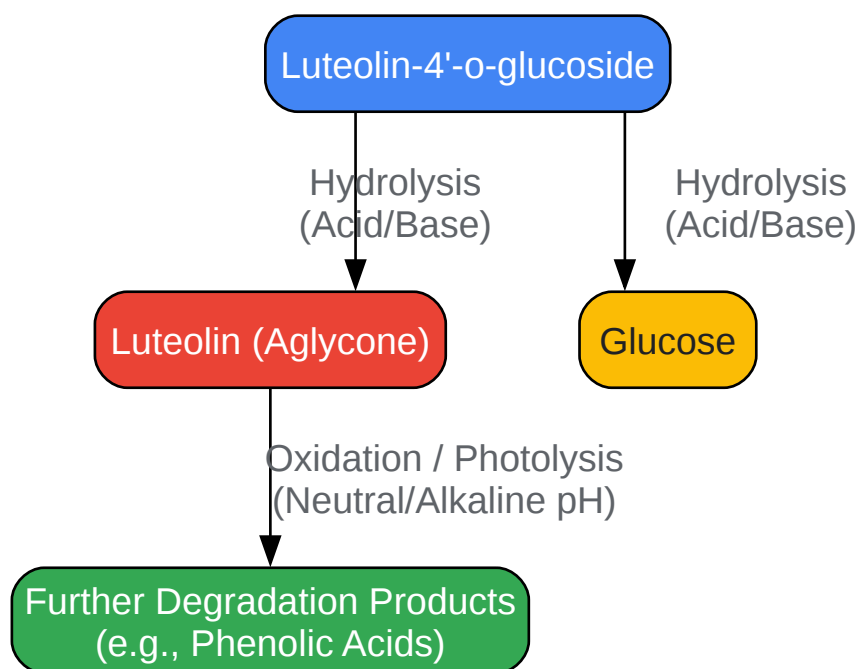 Luteolin-4'-o-glucoside
Hydrolysis
(Acid/Base)
Hydrolysis
(Acid/Base)
Luteolin (Aglycone)
Glucose
Oxidation / Photolysis
(Neutral/Alkaline pH)
Further Degradation Products
(e.g., Phenolic Acids)